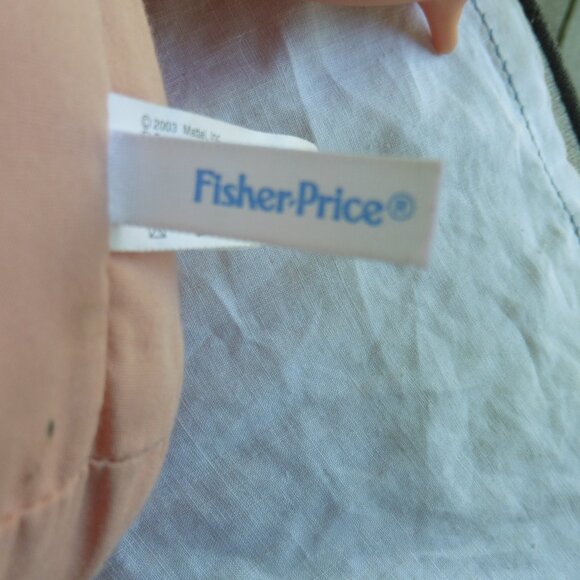 © 2003 Mattel, Inc.
Fisher-Price®